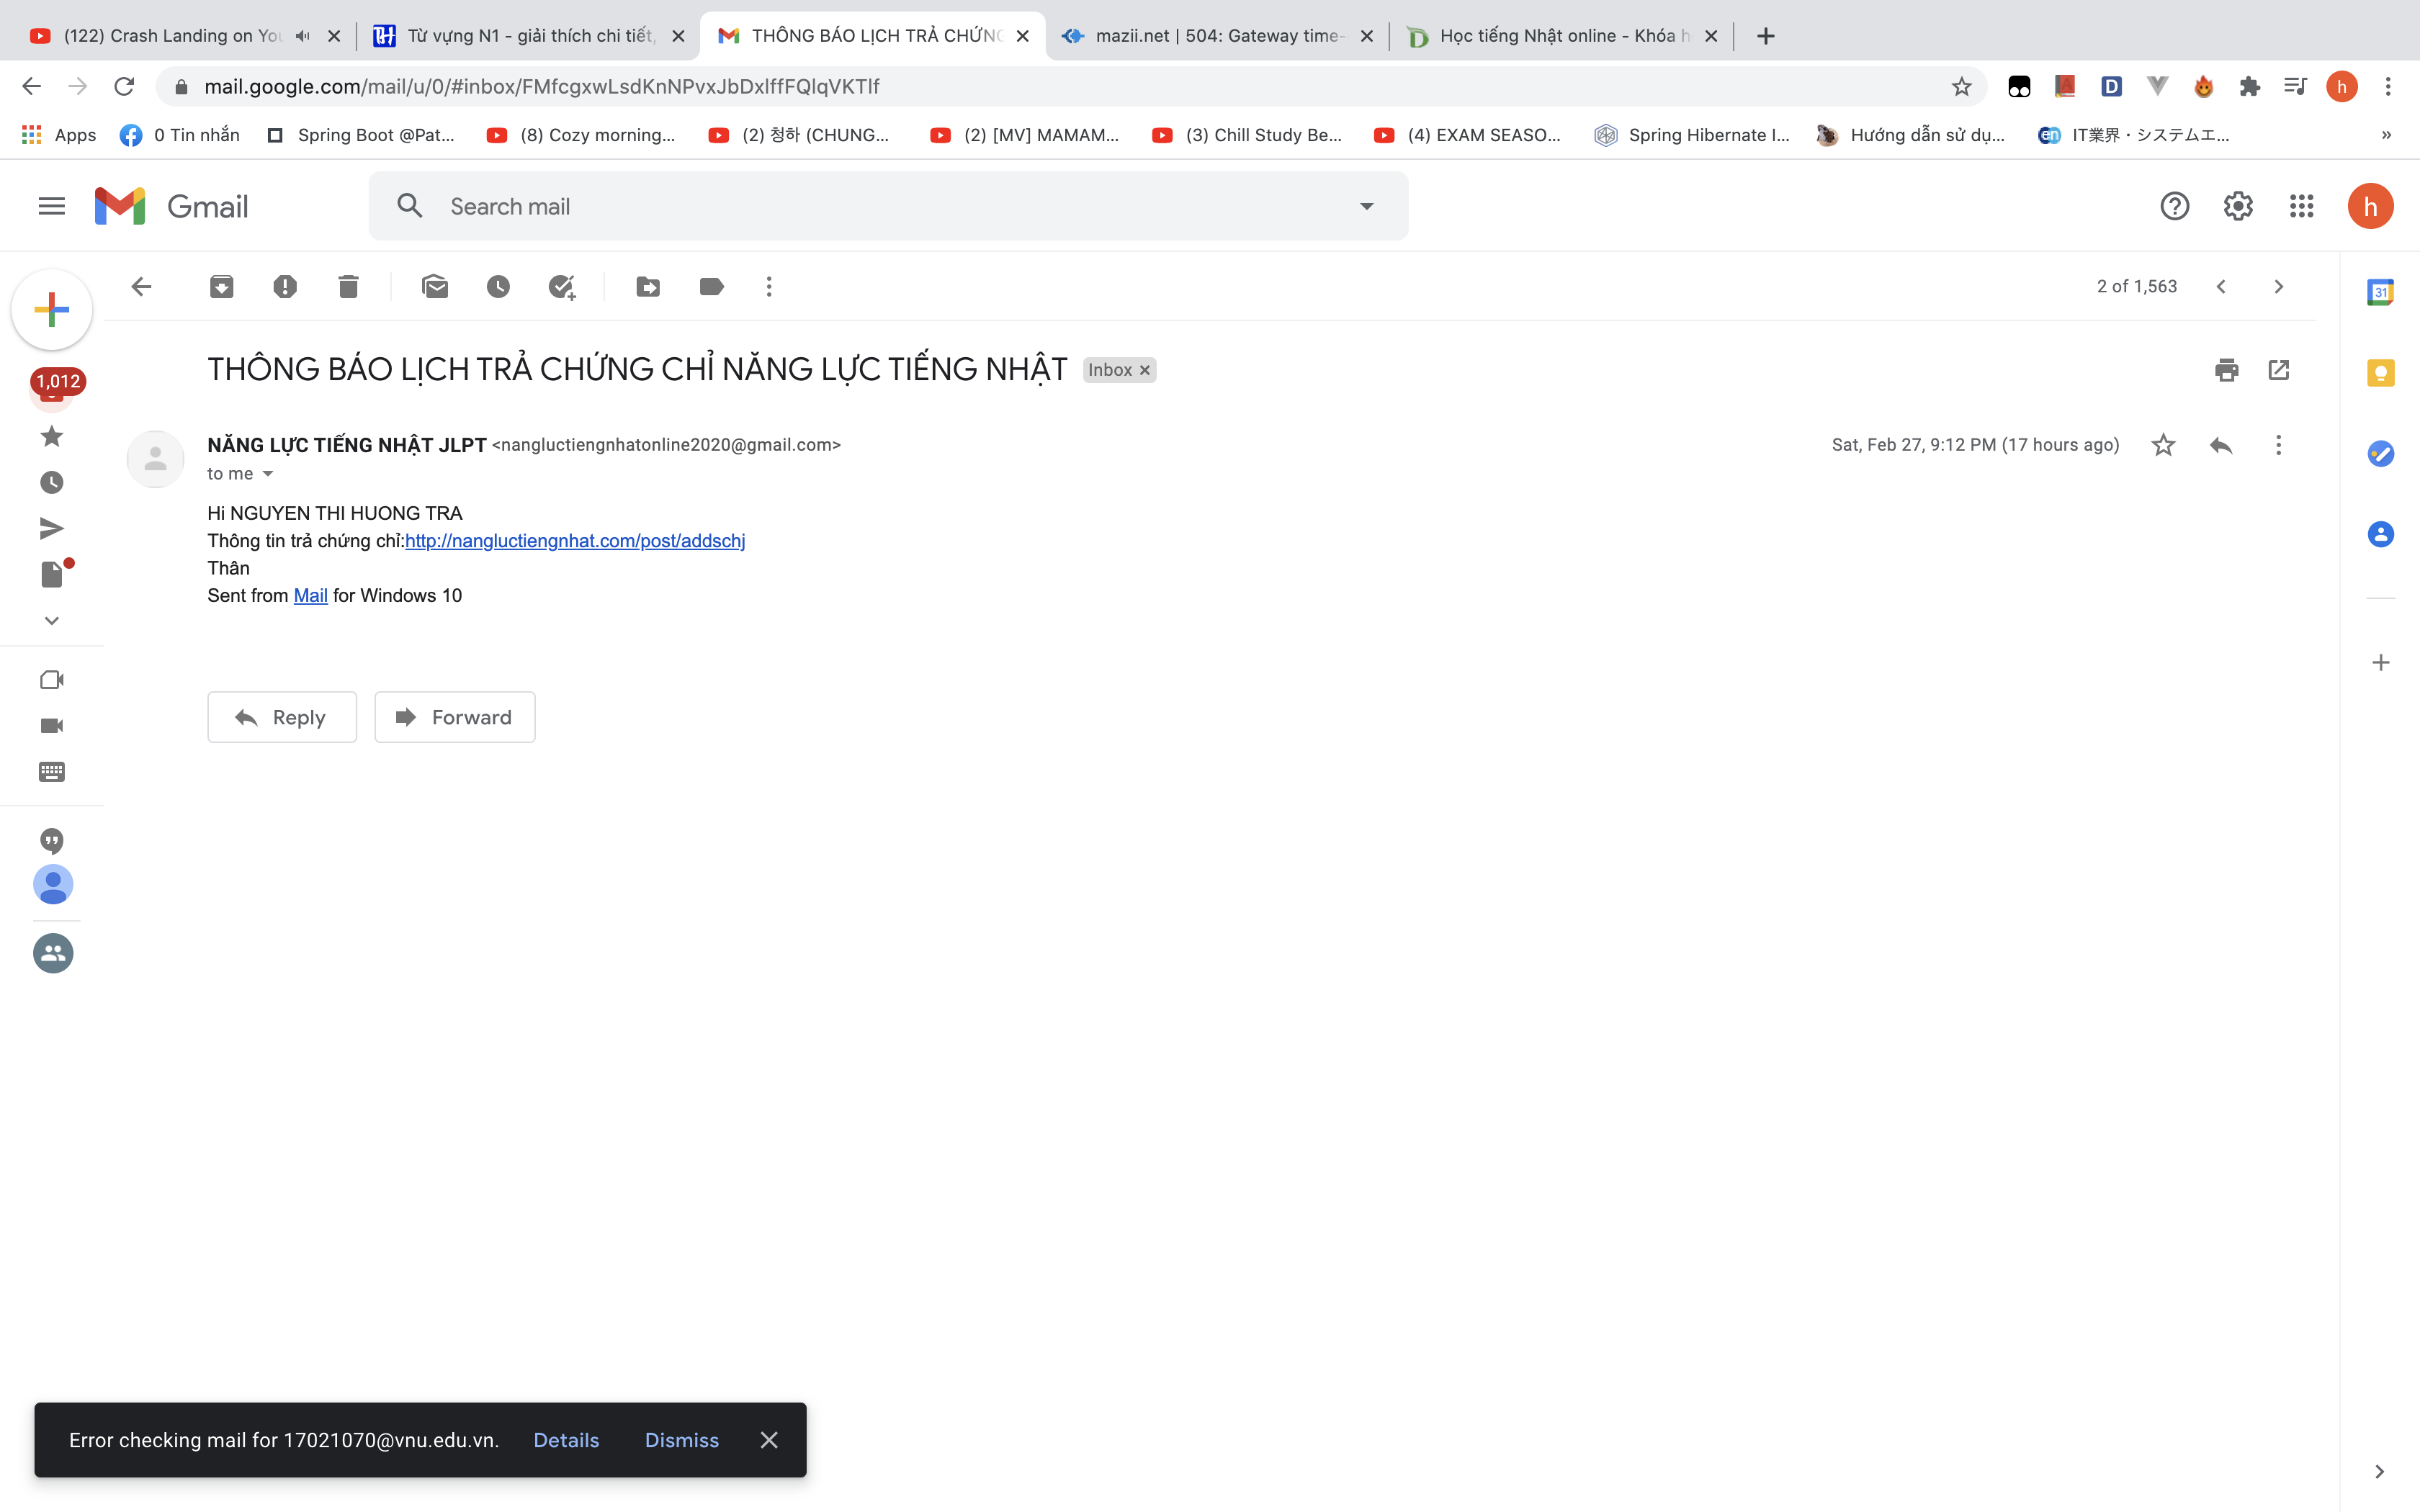 (122) Crash Landing on You
Từ vựng N1 - giải thích chi tiết,
THÔNG BÁO LỊCH TRẢ CHỨNG
mazii.net | 504: Gateway time-
Học tiếng Nhật online - Khóa h
mail.google.com/mail/u/0/#inbox/FMfcgxwLsdKnNPvxJbDxlffFQlqVKTlf
h
Apps
0 Tin nhắn
Spring Boot @Pat...
(8) Cozy morning...
(2) 청하 (CHUNG...
(2) [MV] MAMAM...
(3) Chill Study Be...
(4) EXAM SEASO...
Spring Hibernate I...
Hướng dẫn sử dụ...
en
IT業界・システムエ...
»
Gmail
Search mail
h
2 of 1,563
31
THÔNG BÁO LỊCH TRẢ CHỨNG CHỈ NĂNG LỰC TIẾNG NHẬT
Inbox
1,012
NĂNG LỰC TIẾNG NHẬT JLPT <nangluctiengnhatonline2020@gmail.com>
Sat, Feb 27, 9:12 PM (17 hours ago)
to me
Hi NGUYEN THI HUONG TRA
Thông tin trả chứng chỉ:http://nangluctiengnhat.com/post/addschj
Thân
Sent from Mail for Windows 10
Reply
Forward
Error checking mail for 17021070@vnu.edu.vn.
Details
Dismiss